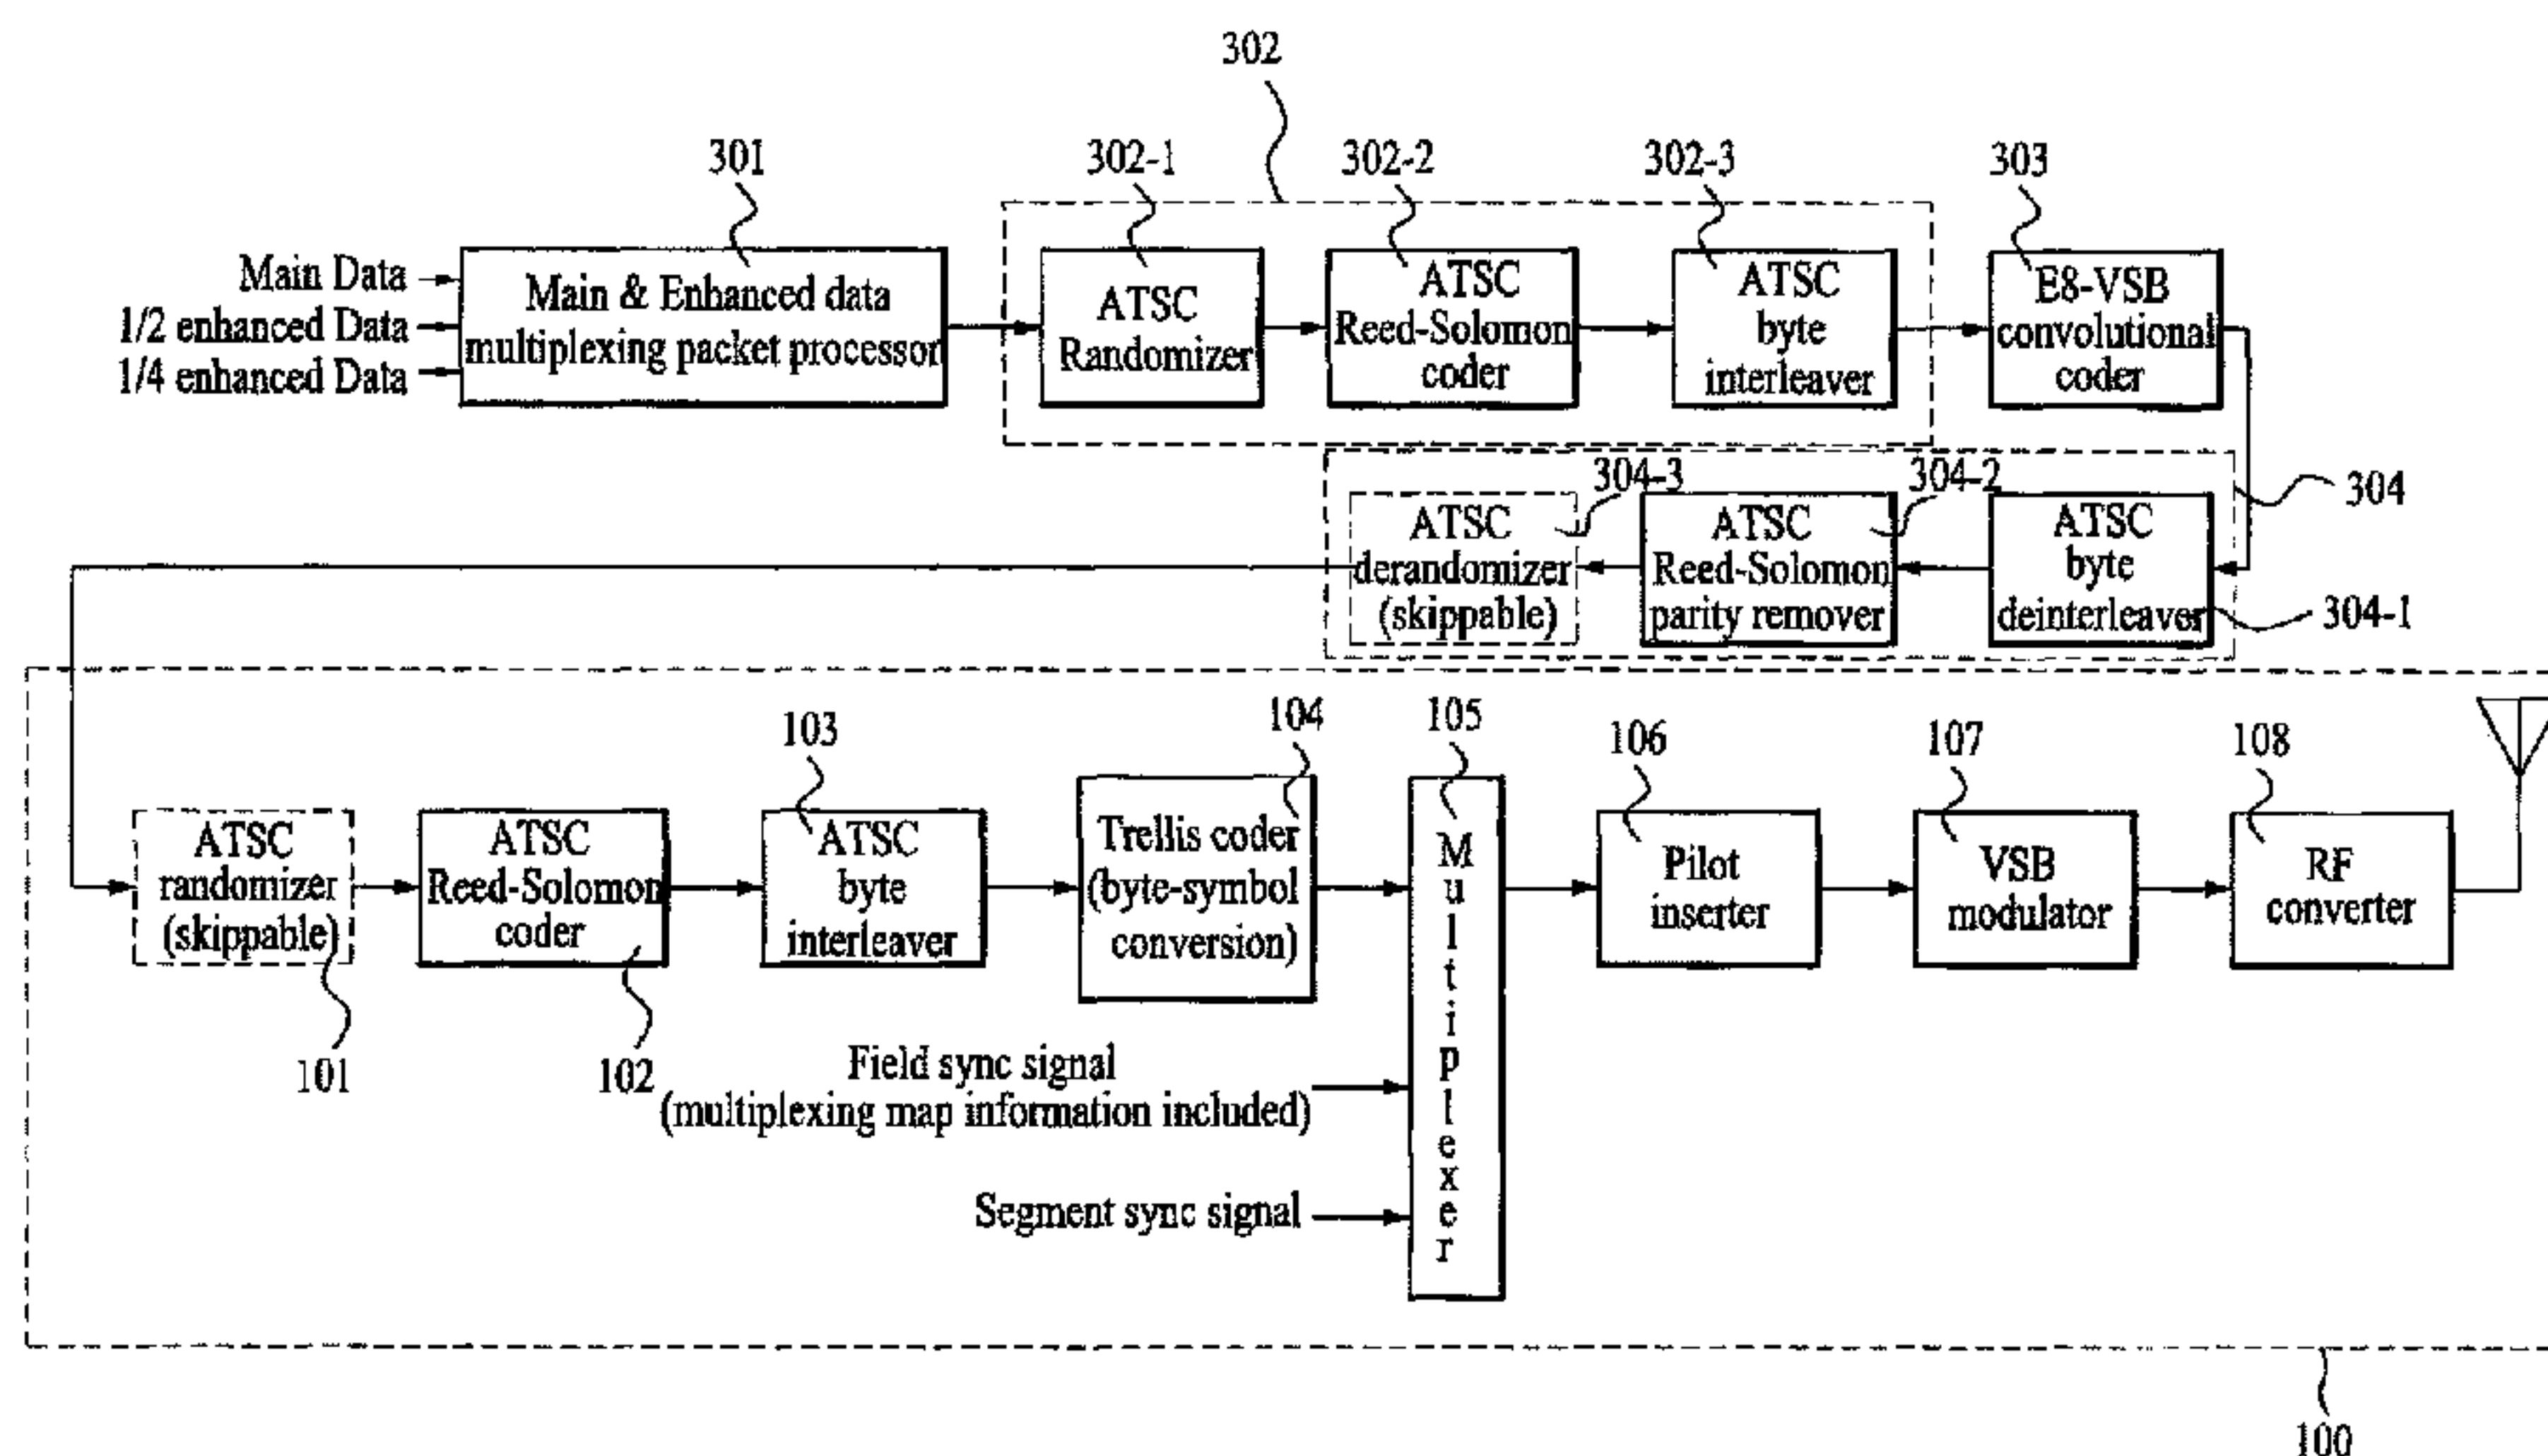 302
301
302-1
302-2
302-3
303
Main Data
1/2 enhanced Data
1/4 enhanced Data
Main & Enhanced data
multiplexing packet processor
ATSC
Randomizer
ATSC
Reed-Solomon
coder
ATSC
byte
interleaver
E8-VSB
convolutional
coder
304-3
304-2
304
ATSC
derandomizer
(skippable)
ATSC
Reed-Solomon
parity remover
ATSC
byte
deinterleaver
304-1
103
104
105
106
107
108
ATSC
randomizer
(skippable)
ATSC
Reed-Solomon
coder
ATSC
byte
interleaver
Trellis coder
(byte-symbol
conversion)
Multiplexer
Pilot
inserter
VSB
modulator
RF
converter
101
102
Field sync signal
(multiplexing map information included)
Segment sync signal
100